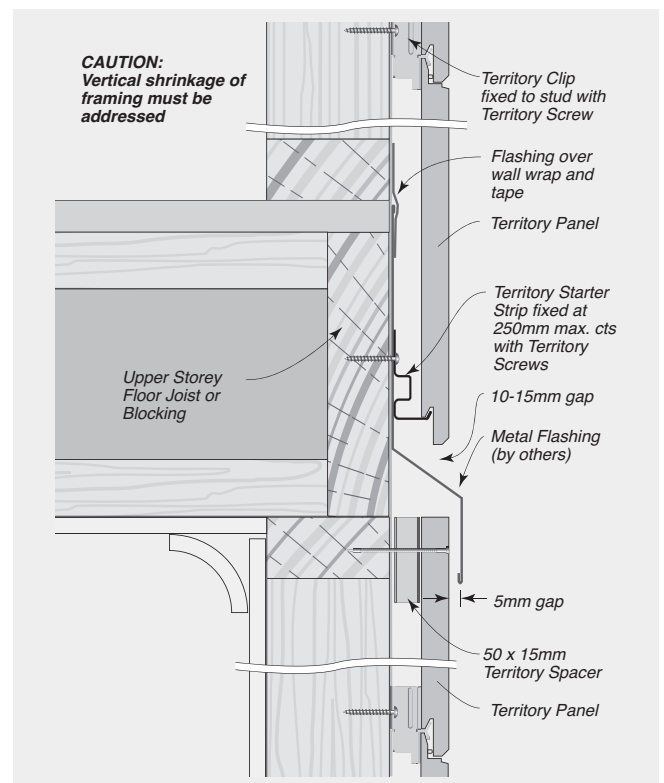 CAUTION:
Vertical shrinkage of
framing must be
addressed
Territory Clip
fixed to stud with
Territory Screw
Flashing over
wall wrap and
tape
Territory Panel
Territory Starter
Strip fixed at
250mm max. cts
with Territory
Screws
Upper Storey
Floor Joist or
Blocking
10-15mm gap
Metal Flashing
(by others)
5mm gap
50 x 15mm
Territory Spacer
Territory Panel